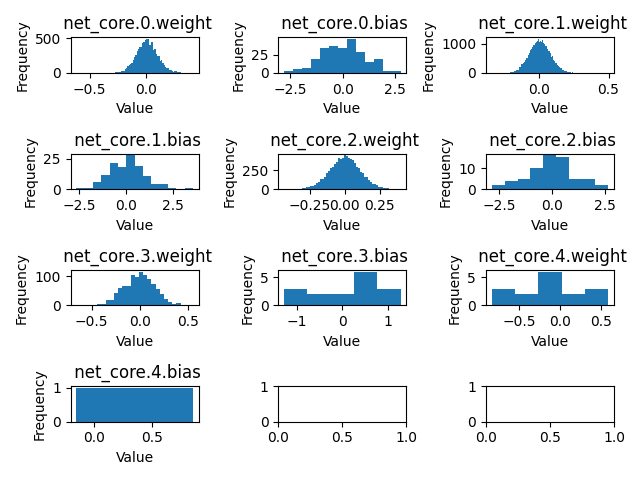 net_core.0.weight net_core.0.bias net_core.1.weight
Frequency 500 0 Frequency 25 0 Frequency 1000 0
−0.5 0.0 −2.5 0.0 2.5 0.0 0.5
Value Value Value
net_core.1.bias net_core.2.weight net_core.2.bias
Frequency 25 0 Frequency 250 0 Frequency 10 0
−2.5 0.0 2.5 −0.25 0.00 0.25 −2.5 0.0 2.5
Value Value Value
net_core.3.weight net_core.3.bias net_core.4.weight
Frequency 100 0 Frequency 5 0 Frequency 5 0
−0.5 0.0 0.5 −1 0 1 −0.5 0.0 0.5
Value Value Value
net_core.4.bias
Frequency 1 0 1 0 1 0
0.0 0.5 0.0 0.5 1.0 0.0 0.5 1.0
Value